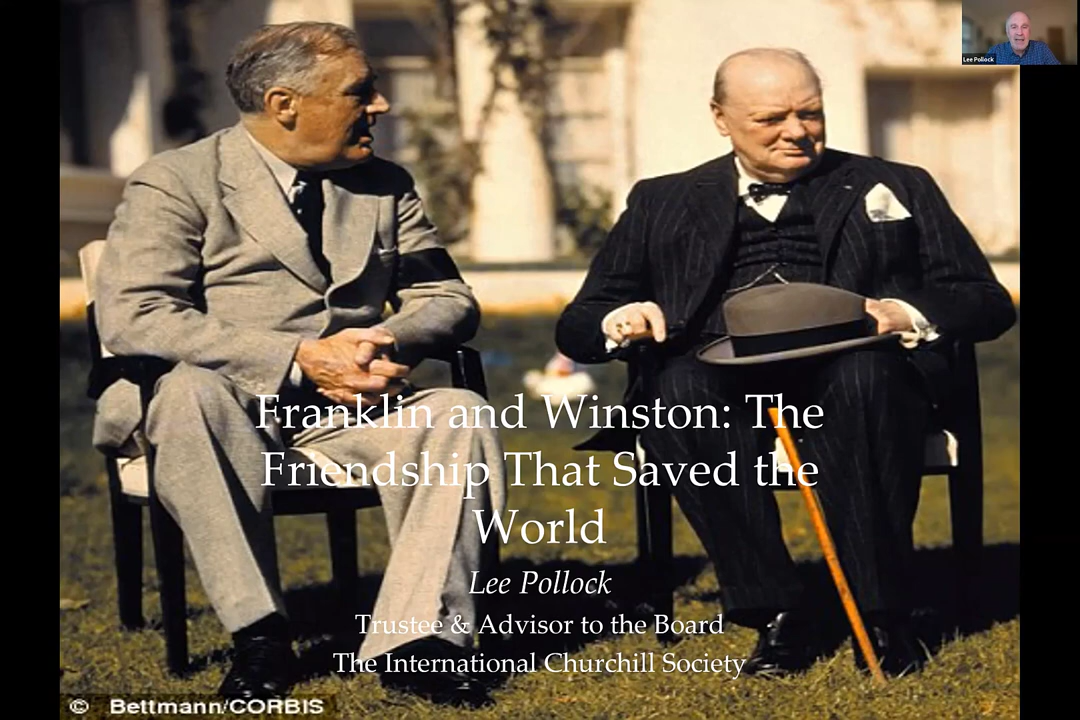 Lee Pollock
Franklin and Winston: The
Friendship That Saved the
World
Lee Pollock
Trustee & Advisor to the Board
The International Churchill Society
© Bettmann/CORBIS